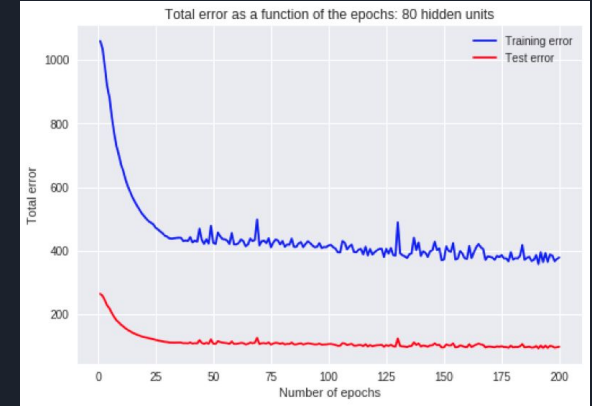 Total error as a function of the epochs: 80 hidden units
Training error
Test error
1000
800
600
400
200
Total error
0 25 50 75 100 125 150 175 200
Number of epochs